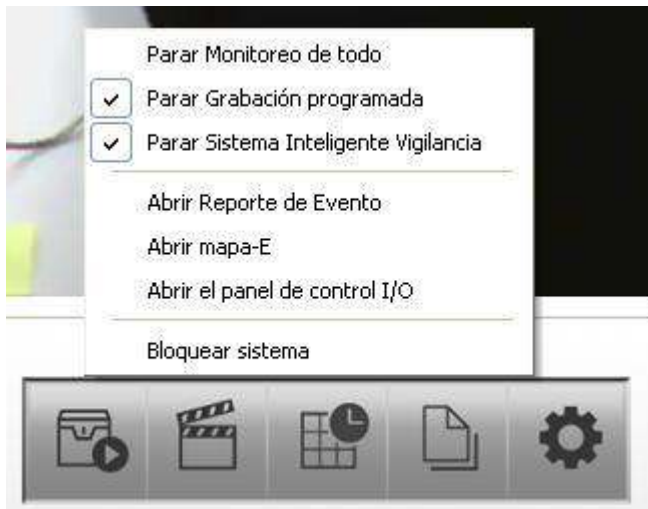 Parar Monitoreo de todo
Parar Grabación programada
Parar Sistema Inteligente Vigilancia
Abrir Reporte de Evento
Abrir mapa-E
Abrir el panel de control I/O
Bloquear sistema